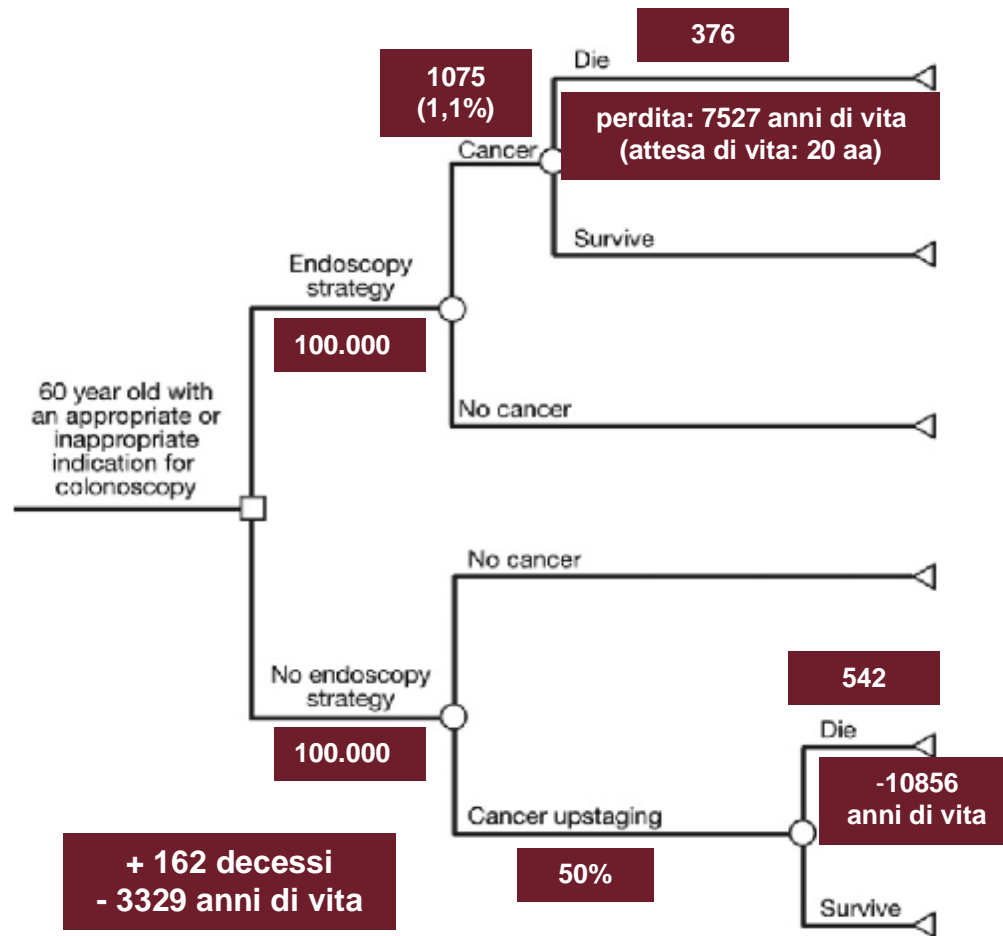 376
Die
1075
(1,1%)
perdita: 7527 anni di vita
(attesa di vita: 20 aa)
Cancer
Survive
Endoscopy
strategy
100.000
No cancer
60 year old with
an appropriate or
inappropriate
indication for
colonoscopy
No cancer
No endoscopy
strategy
100.000
542
Die
-10856
anni di vita
Cancer upstaging
50%
Survive
+ 162 decessi
- 3329 anni di vita